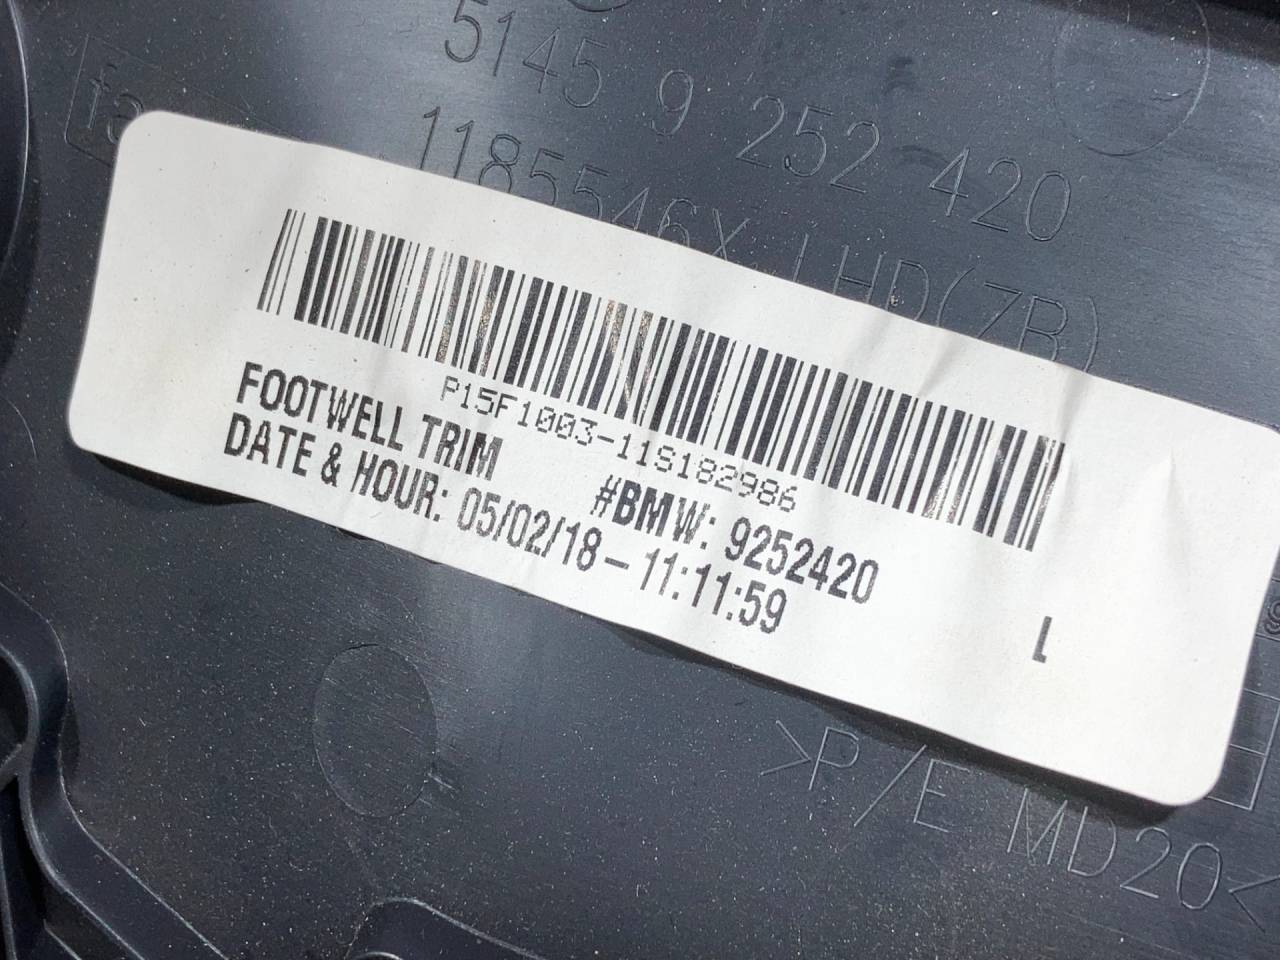 5145 9 252 420
fa
1185546X LHD(ZB)
P15F1003-11S182986
FOOTWELL TRIM #BMW: 9252420
DATE & HOUR: 05/02/18-11:11:59
L
>P/E MD20<